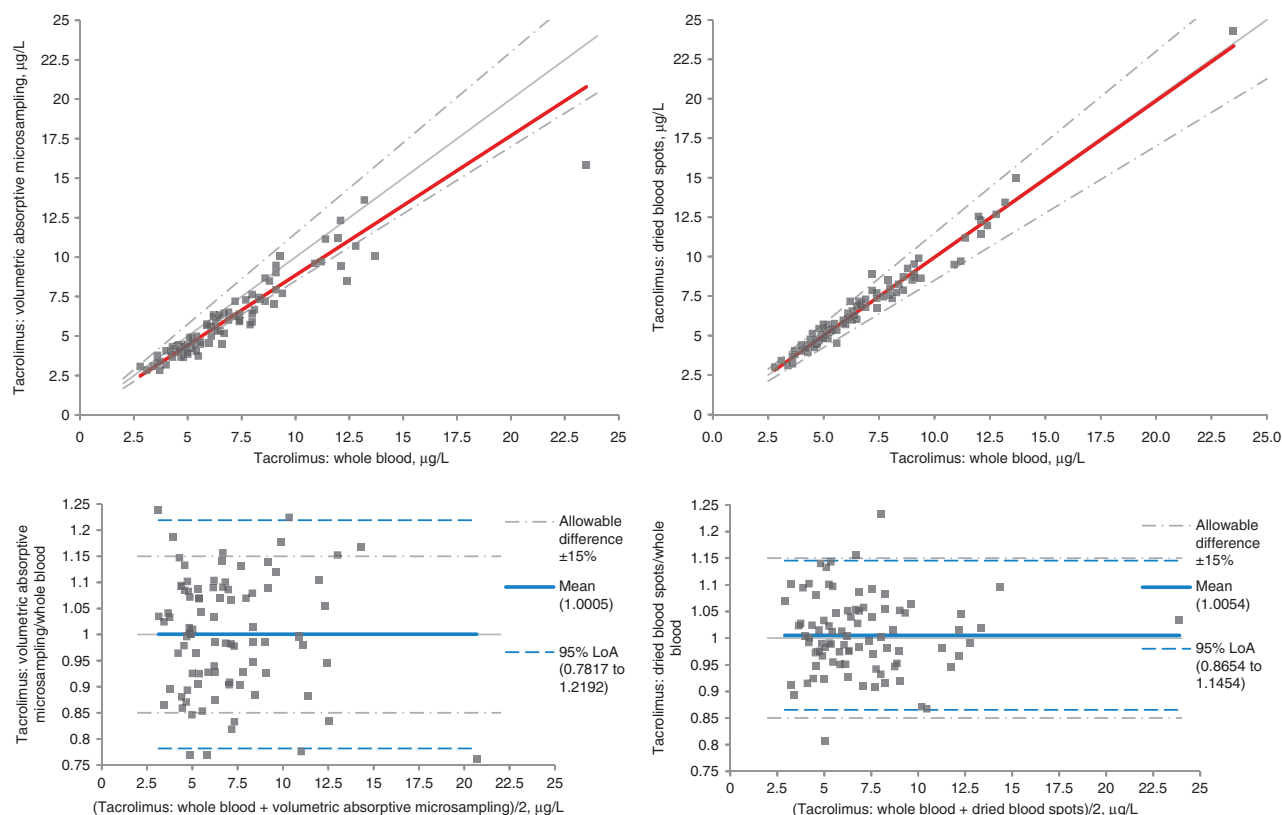 Tacrolimus: volumetric absorptive microsampling, µg/L
25
22.5
20
17.5
15
12.5
10
7.5
5
2.5
0
0 2.5 5 7.5 10 12.5 15 17.5 20 22.5 25
Tacrolimus: whole blood, µg/L
Tacrolimus: dried blood spots, µg/L
25
22.5
20
17.5
15
12.5
10
7.5
5
2.5
0
0.0 2.5 5.0 7.5 10.0 12.5 15.0 17.5 20.0 22.5 25.0
Tacrolimus: whole blood, µg/L
Tacrolimus: volumetric absorptive
microsampling/whole blood
1.25
1.2
1.15
1.1
1.05
1
0.95
0.9
0.85
0.8
0.75
0 2.5 5 7.5 10 12.5 15 17.5 20 22.5 25
(Tacrolimus: whole blood + volumetric absorptive microsampling)/2, µg/L
Allowable
difference
±15%
Mean
(1.0005)
95% LoA
(0.7817 to
1.2192)
Tacrolimus: dried blood spots/whole
blood
1.25
1.2
1.15
1.1
1.05
1
0.95
0.9
0.85
0.8
0.75
0 2.5 5 7.5 10 12.5 15 17.5 20 22.5 25
(Tacrolimus: whole blood + dried blood spots)/2, µg/L
Allowable
difference
±15%
Mean
(1.0054)
95% LoA
(0.8654 to
1.1454)